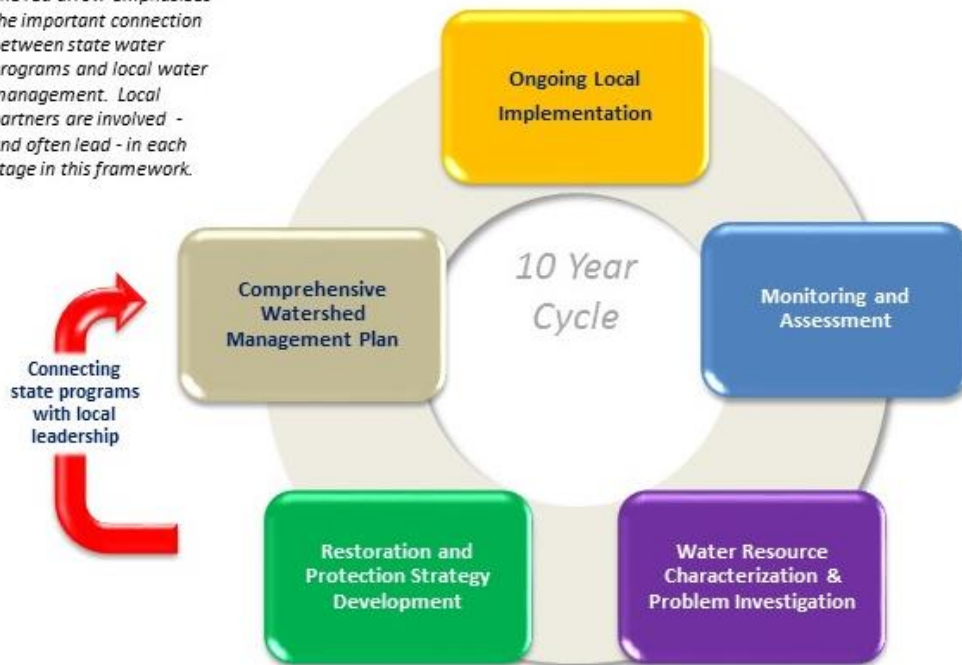 emphasises
the important connection
between state water
programs and local water
management. Local
partners are involved -
and often lead - in each
stage in this framework.
Ongoing Local
Implementation
10 Year
Cycle
Comprehensive
Watershed
Management Plan
Monitoring and
Assessment
Connecting
state programs
with local
leadership
Restoration and
Protection Strategy
Development
Water Resource
Characterization &
Problem Investigation